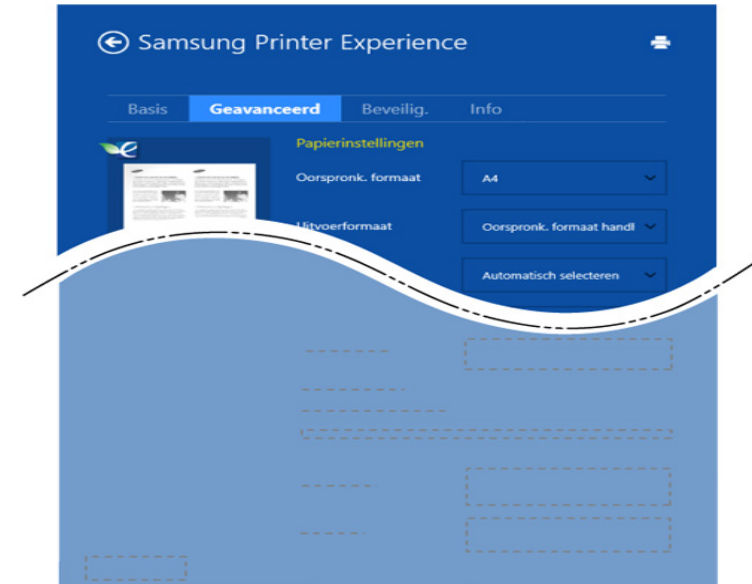 Samsung Printer Experience
Basis Geavanceerd Beveilig. Info
Papierinstellingen
Oorspronk. formaat A4
Uitvoerformaat Oorspronk. formaat handl
Automatisch selecteren